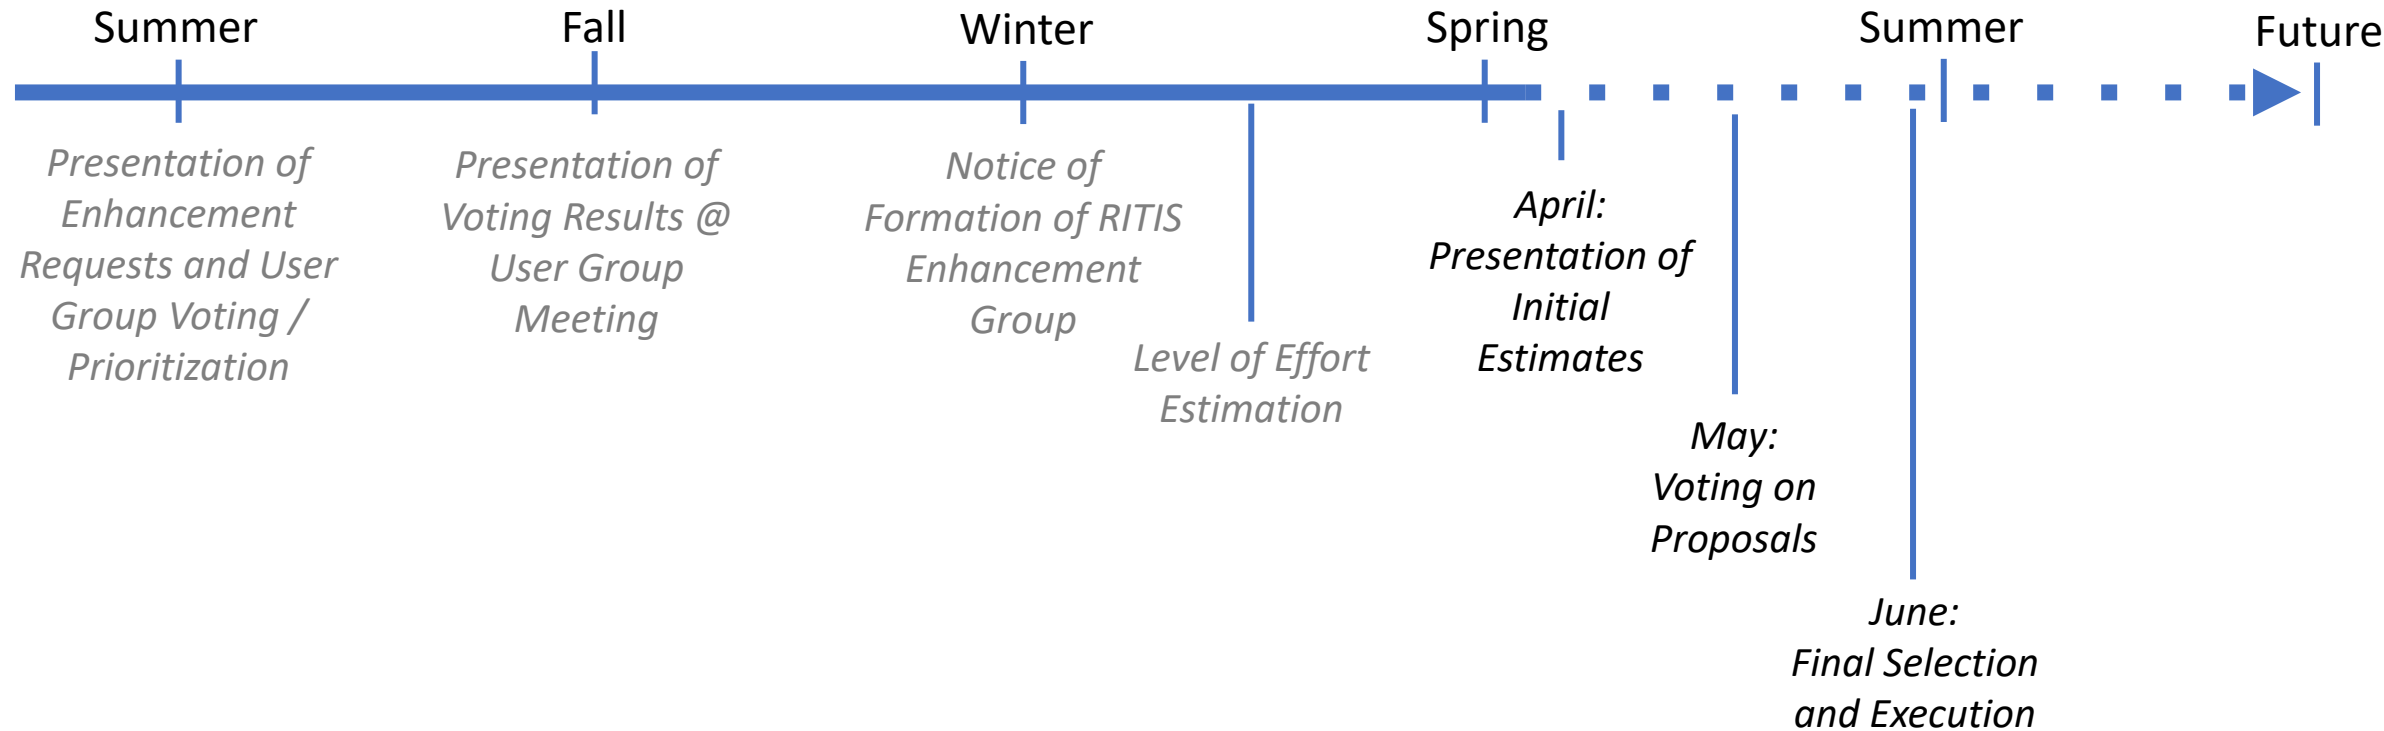 Summer
Fall
Winter
Spring
Summer
Future
Presentation of
Enhancement
Requests and User
Group Voting /
Prioritization
Presentation of
Voting Results @
User Group
Meeting
Notice of
Formation of RITIS
Enhancement
Group
Level of Effort
Estimation
April:
Presentation of
Initial
Estimates
May:
Voting on
Proposals
June:
Final Selection
and Execution